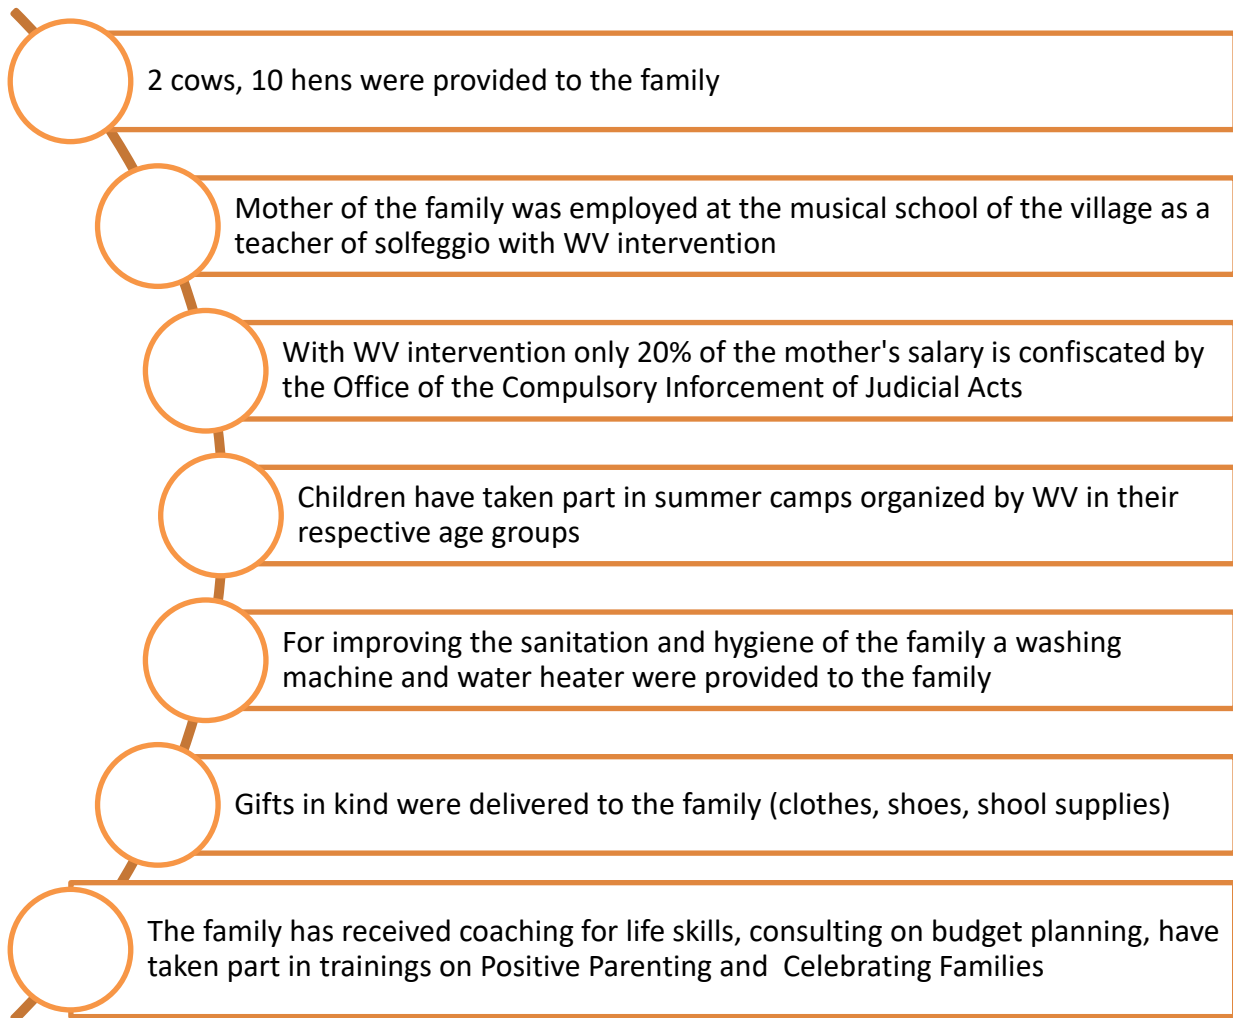 2 cows, 10 hens were provided to the family
Mother of the family was employed at the musical school of the village as a
teacher of solfeggio with WV intervention
With WV intervention only 20% of the mother's salary is confiscated by
the Office of the Compulsory Inforcement of Judicial Acts
Children have taken part in summer camps organized by WV in their
respective age groups
For improving the sanitation and hygiene of the family a washing
machine and water heater were provided to the family
Gifts in kind were delivered to the family (clothes, shoes, shool supplies)
The family has received coaching for life skills, consulting on budget planning, have
taken part in trainings on Positive Parenting and  Celebrating Families